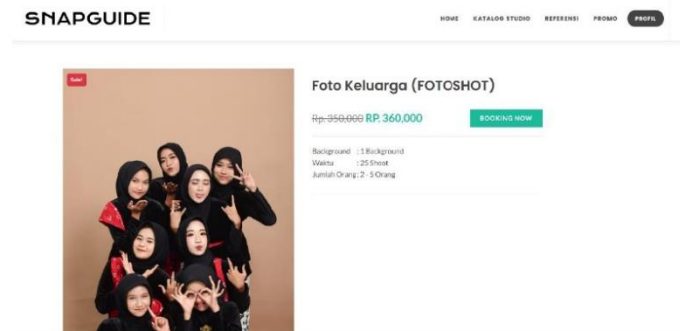 SNAPGUIDE
HOME KATALOG STUDIO REFERENSI PROMO PROFIL
Sale!
Foto Keluarga (FOTOSHOT)
Rp. 350,000 RP. 360,000 BOOKING NOW
Background : 1 Background
Waktu : 25 Shoot
Jumlah Orang : 2 - 5 Orang